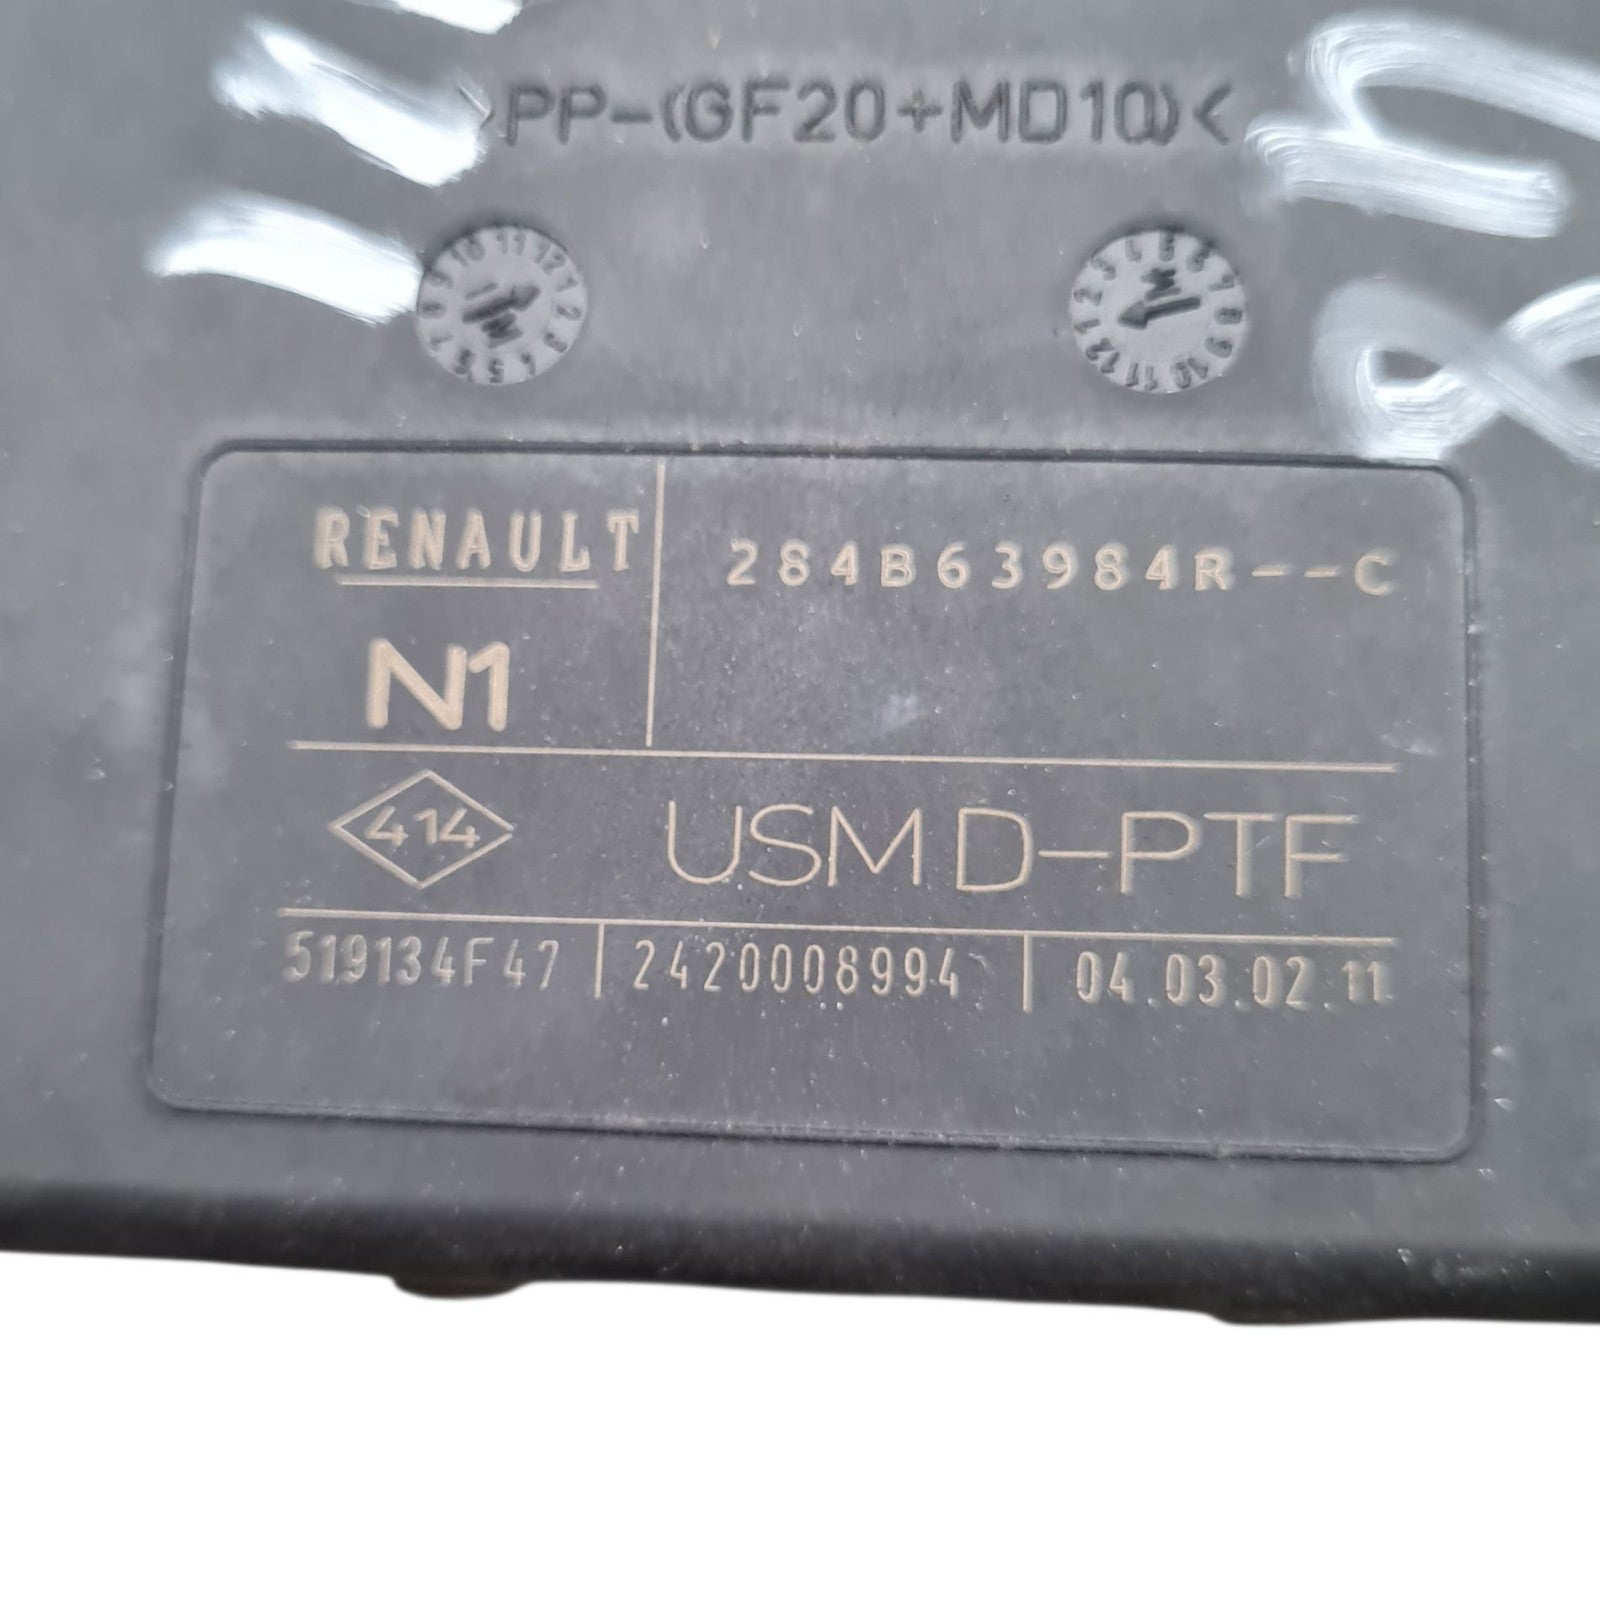 >PP-(GF20+MD10)<
RENAULT
284B63984R--C
N1
414
USM D-PTF
519134F47
2420008994
04.03.02.11